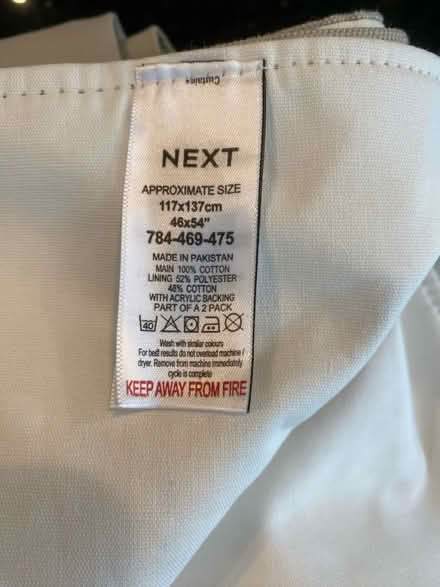 Curtain+
NEXT
APPROXIMATE SIZE
117x137cm
46x54"
784-469-475
MADE IN PAKISTAN
MAIN 100% COTTON
LINING 52% POLYESTER
48% COTTON
WITH ACRYLIC BACKING
PART OF A 2 PACK
40
Wash with similar colours
For best results do not overload machine /
dryer. Remove from machine immediately
cycle is complete
KEEP AWAY FROM FIRE